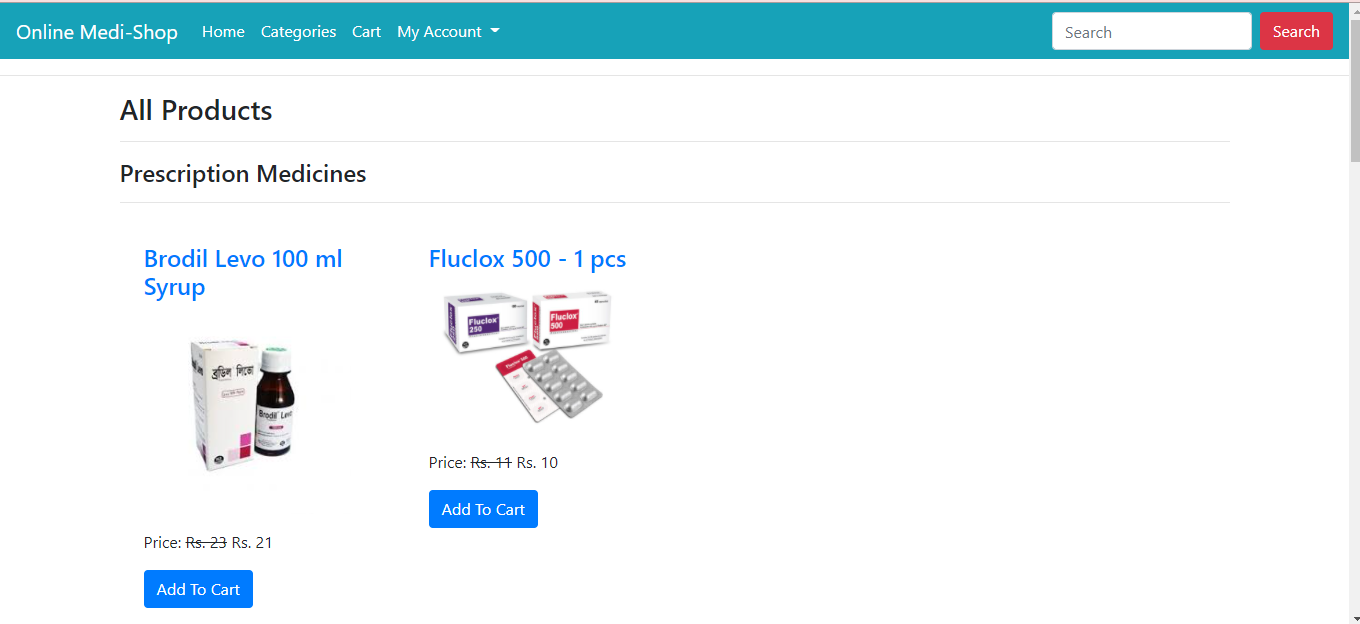 Online Medi-Shop Home Categories Cart My Account Search Search
All Products
Prescription Medicines
Brodil Levo 100 ml
Syrup
ব্রডিল লিভো
Brodil Levo
Price: Rs. 23 Rs. 21
Add To Cart
Fluclox 500 - 1 pcs
Fluclox
250
Fluclox
500
Fluclox 500
Price: Rs. 11 Rs. 10
Add To Cart